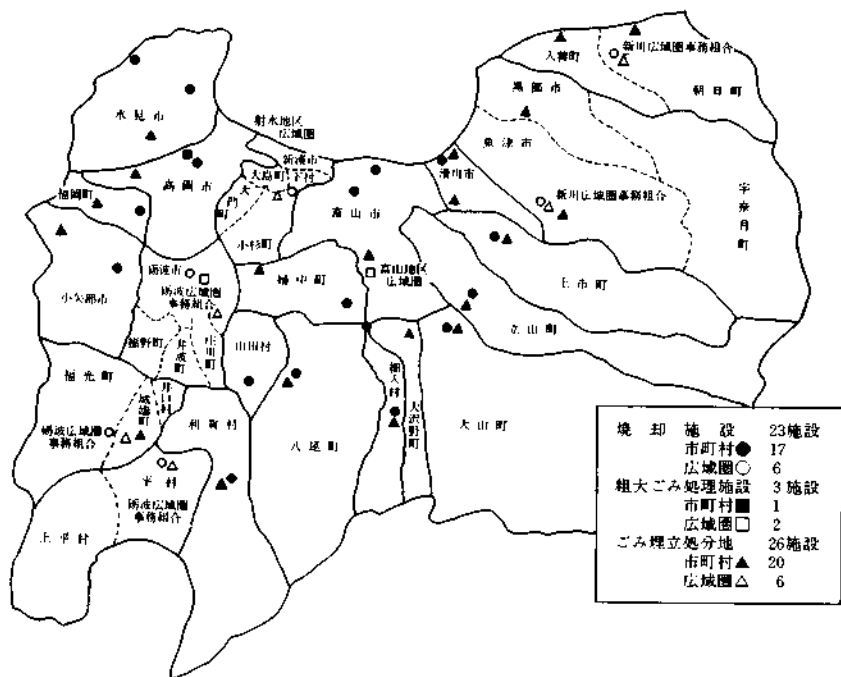 新川広域圏事務組合
入善町
朝日町
黒部市
氷見市
射水地区
広域圏
魚津市
新湊市
大島町
下村
滑川市
高岡市
福岡町
大門町
新川広域圏事務組合
宇奈月町
富山市
小杉町
砺波市
婦中町
富山地区
広域圏
上市町
小矢部市
砺波広域圏
事務組合
立山町
福野町
井波町
庄川町
山田村
細入村
福光町
城端町
井口村
利賀村
八尾町
大沢野町
大山町
砺波広域圏
事務組合
平村
砺波広域圏
事務組合
上平村
焼却施設 23施設
市町村● 17
広域圏○ 6
粗大ごみ処理施設 3施設
市町村■ 1
広域圏□ 2
ごみ埋立処分地 26施設
市町村▲ 20
広域圏△ 6